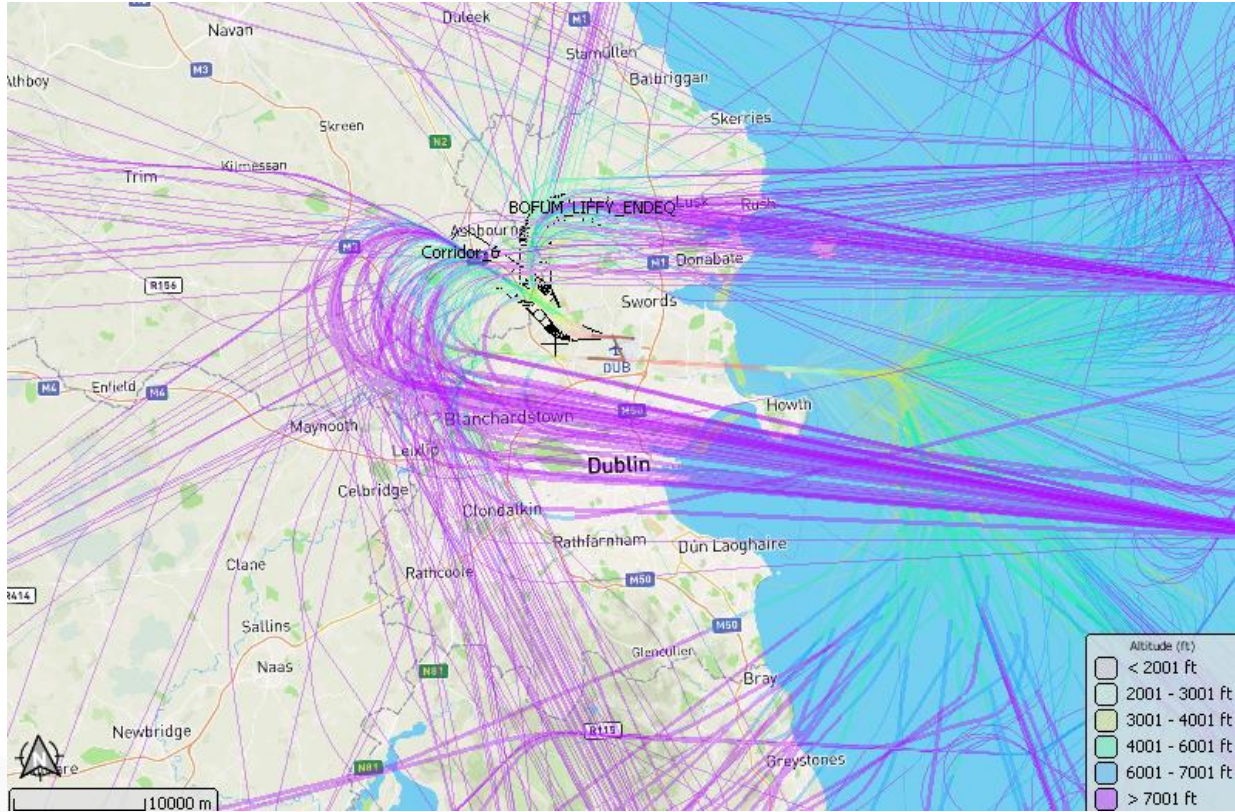 Duleek
M1
Navan
Stamullen
M3
Balbriggan
Athboy
Skerries
Skreen
N2
Kilmessan
Trim
BOFUM_LIFFY_ENDEQ
Lusk
Rush
Ashbourne
Corridor_6
Donabate
M1
R156
Swords
DUB
M4
Enfield
M6
Howth
Blanchardstown
M50
Maynooth
Leixlip
Dublin
Celbridge
Clondalkin
Rathfarnham
Dún Laoghaire
Rathcoole
Clane
M50
R414
Sallins
M50
Glencullen
Naas
N81
Bray
Newbridge
R115
Greystones
N81
N
10000 m
Altitude (ft)
< 2001 ft
2001 - 3001 ft
3001 - 4001 ft
4001 - 6001 ft
6001 - 7001 ft
> 7001 ft